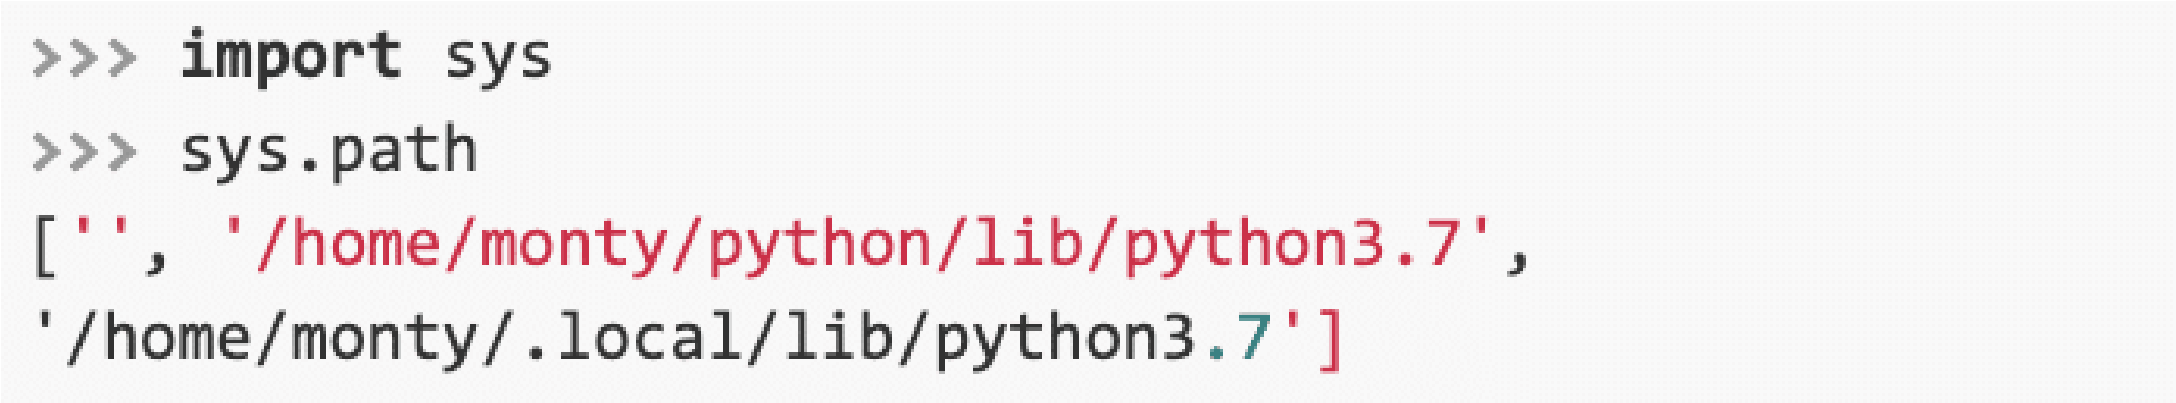 >>> import sys
>>> sys.path
['', '/home/monty/python/lib/python3.7',
'/home/monty/.local/lib/python3.7']